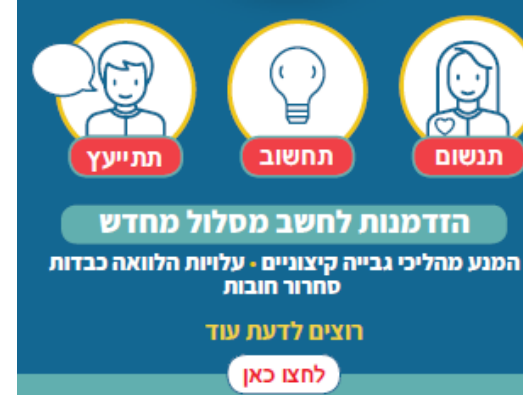 תנשום
תחשוב
תתייעץ
הזדמנות לחשב מסלול מחדש
המנע מהליכי גבייה קיצוניים • עלויות הלוואה כבדות
סחרור חובות
רוצים לדעת עוד
לחצו כאן